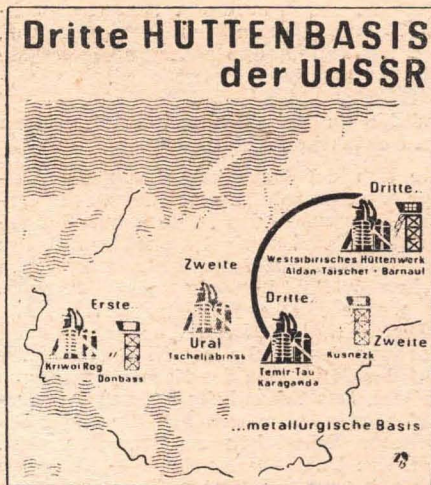 Dritte HÜTTENBASIS
der UdSSR
Dritte..
Westsibirisches Hüttenwerk
Aldan-Taischet - Barnaul
Zweite
Dritte.
Erste..
Ural
Tscheljabinsk
Kusnezk
Zweite
Kriwoi Rog
Donbass
Temir-Tau
Karaganda
...metallurgische Basis